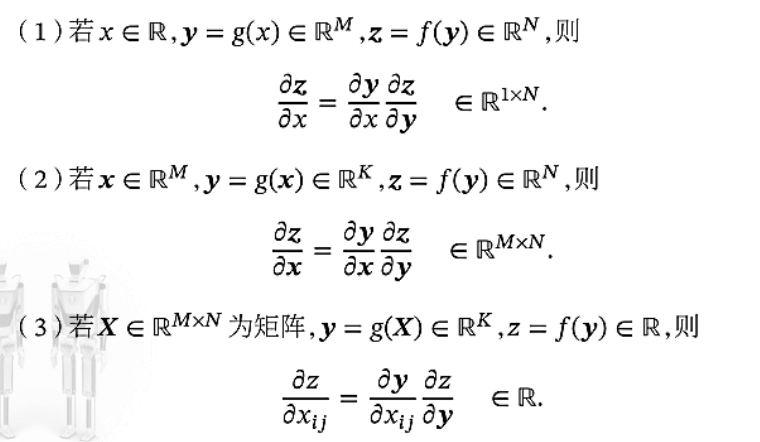 (1)若 x ∈ ℝ, y = g(x) ∈ ℝ^M, z = f(y) ∈ ℝ^N, 则
∂z/∂x = ∂y/∂x ∂z/∂y ∈ ℝ^{1×N}.
(2)若 x ∈ ℝ^M, y = g(x) ∈ ℝ^K, z = f(y) ∈ ℝ^N, 则
∂z/∂x = ∂y/∂x ∂z/∂y ∈ ℝ^{M×N}.
(3)若 X ∈ ℝ^{M×N} 为矩阵, y = g(X) ∈ ℝ^K, z = f(y) ∈ ℝ, 则
∂z/∂x_{ij} = ∂y/∂x_{ij} ∂z/∂y ∈ ℝ.